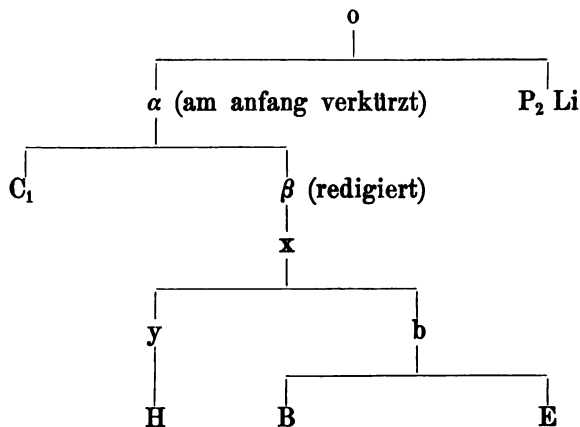 o
α (am anfang verkürzt) P₂ Li
C₁ β (redigiert)
x
y b
H B E